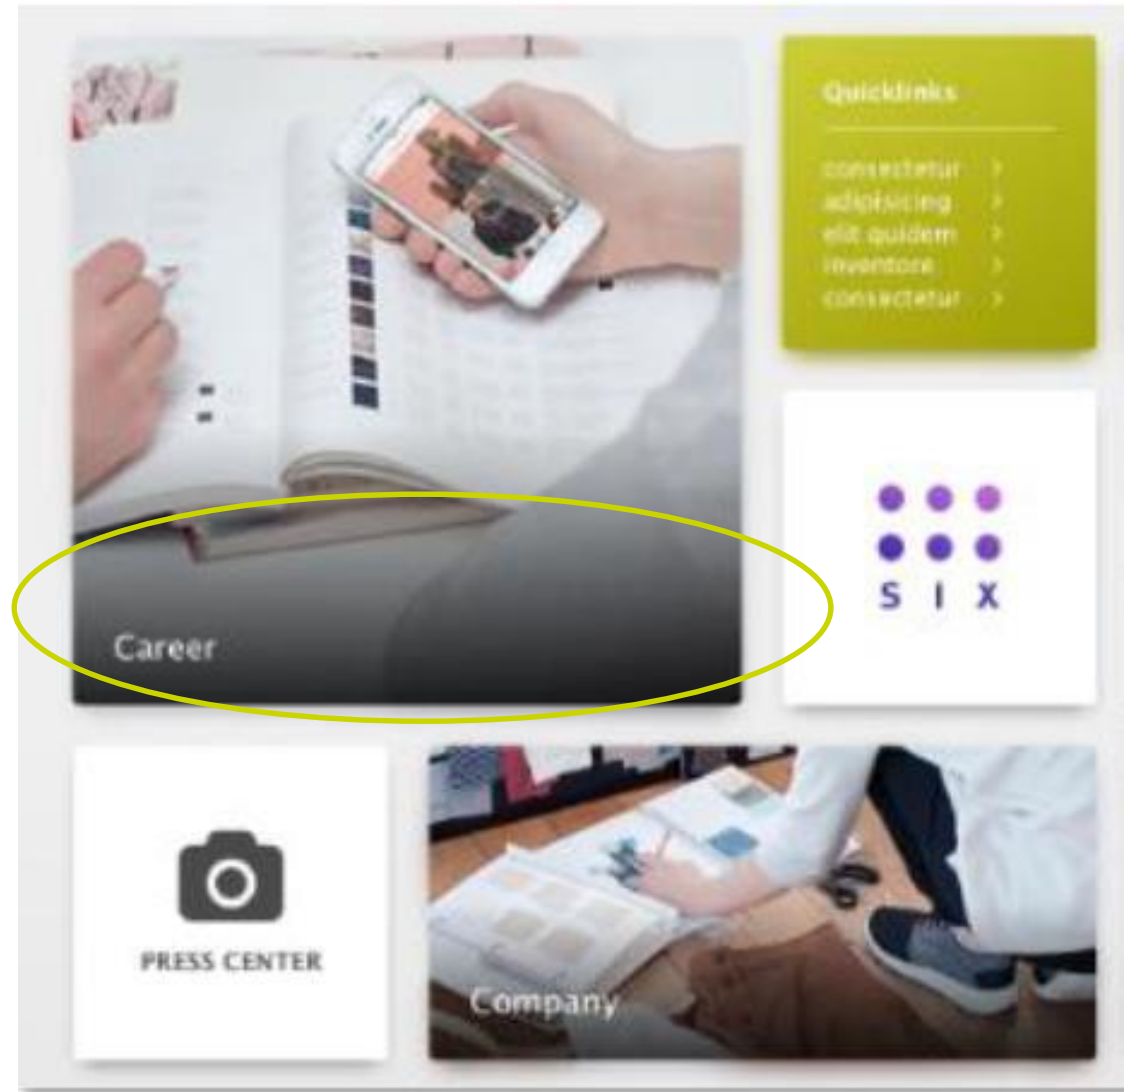 Quicklinks
consectetur >
adipisicing >
elit quidem >
inventore >
consectetur >
S I X
Career
PRESS CENTER
Company